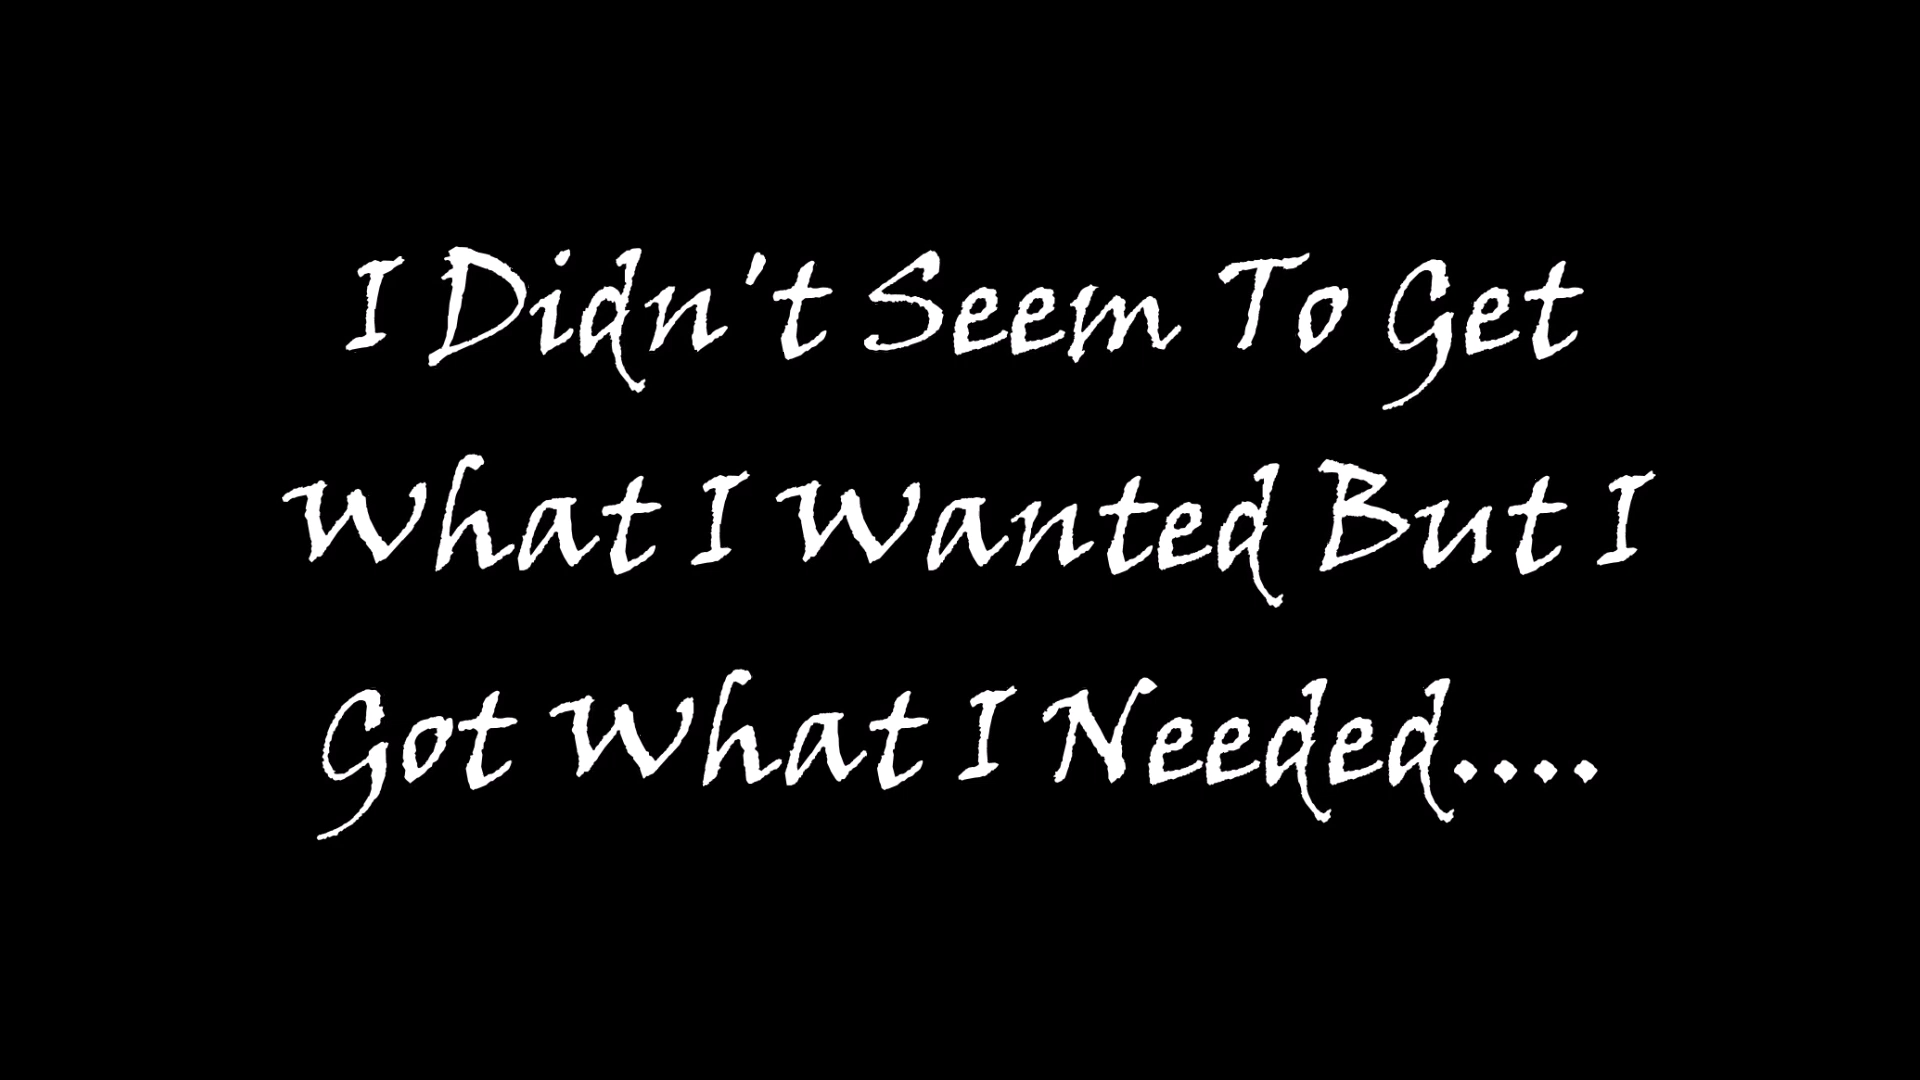 I Didn't Seem To Get
What I Wanted But I
Got What I Needed....